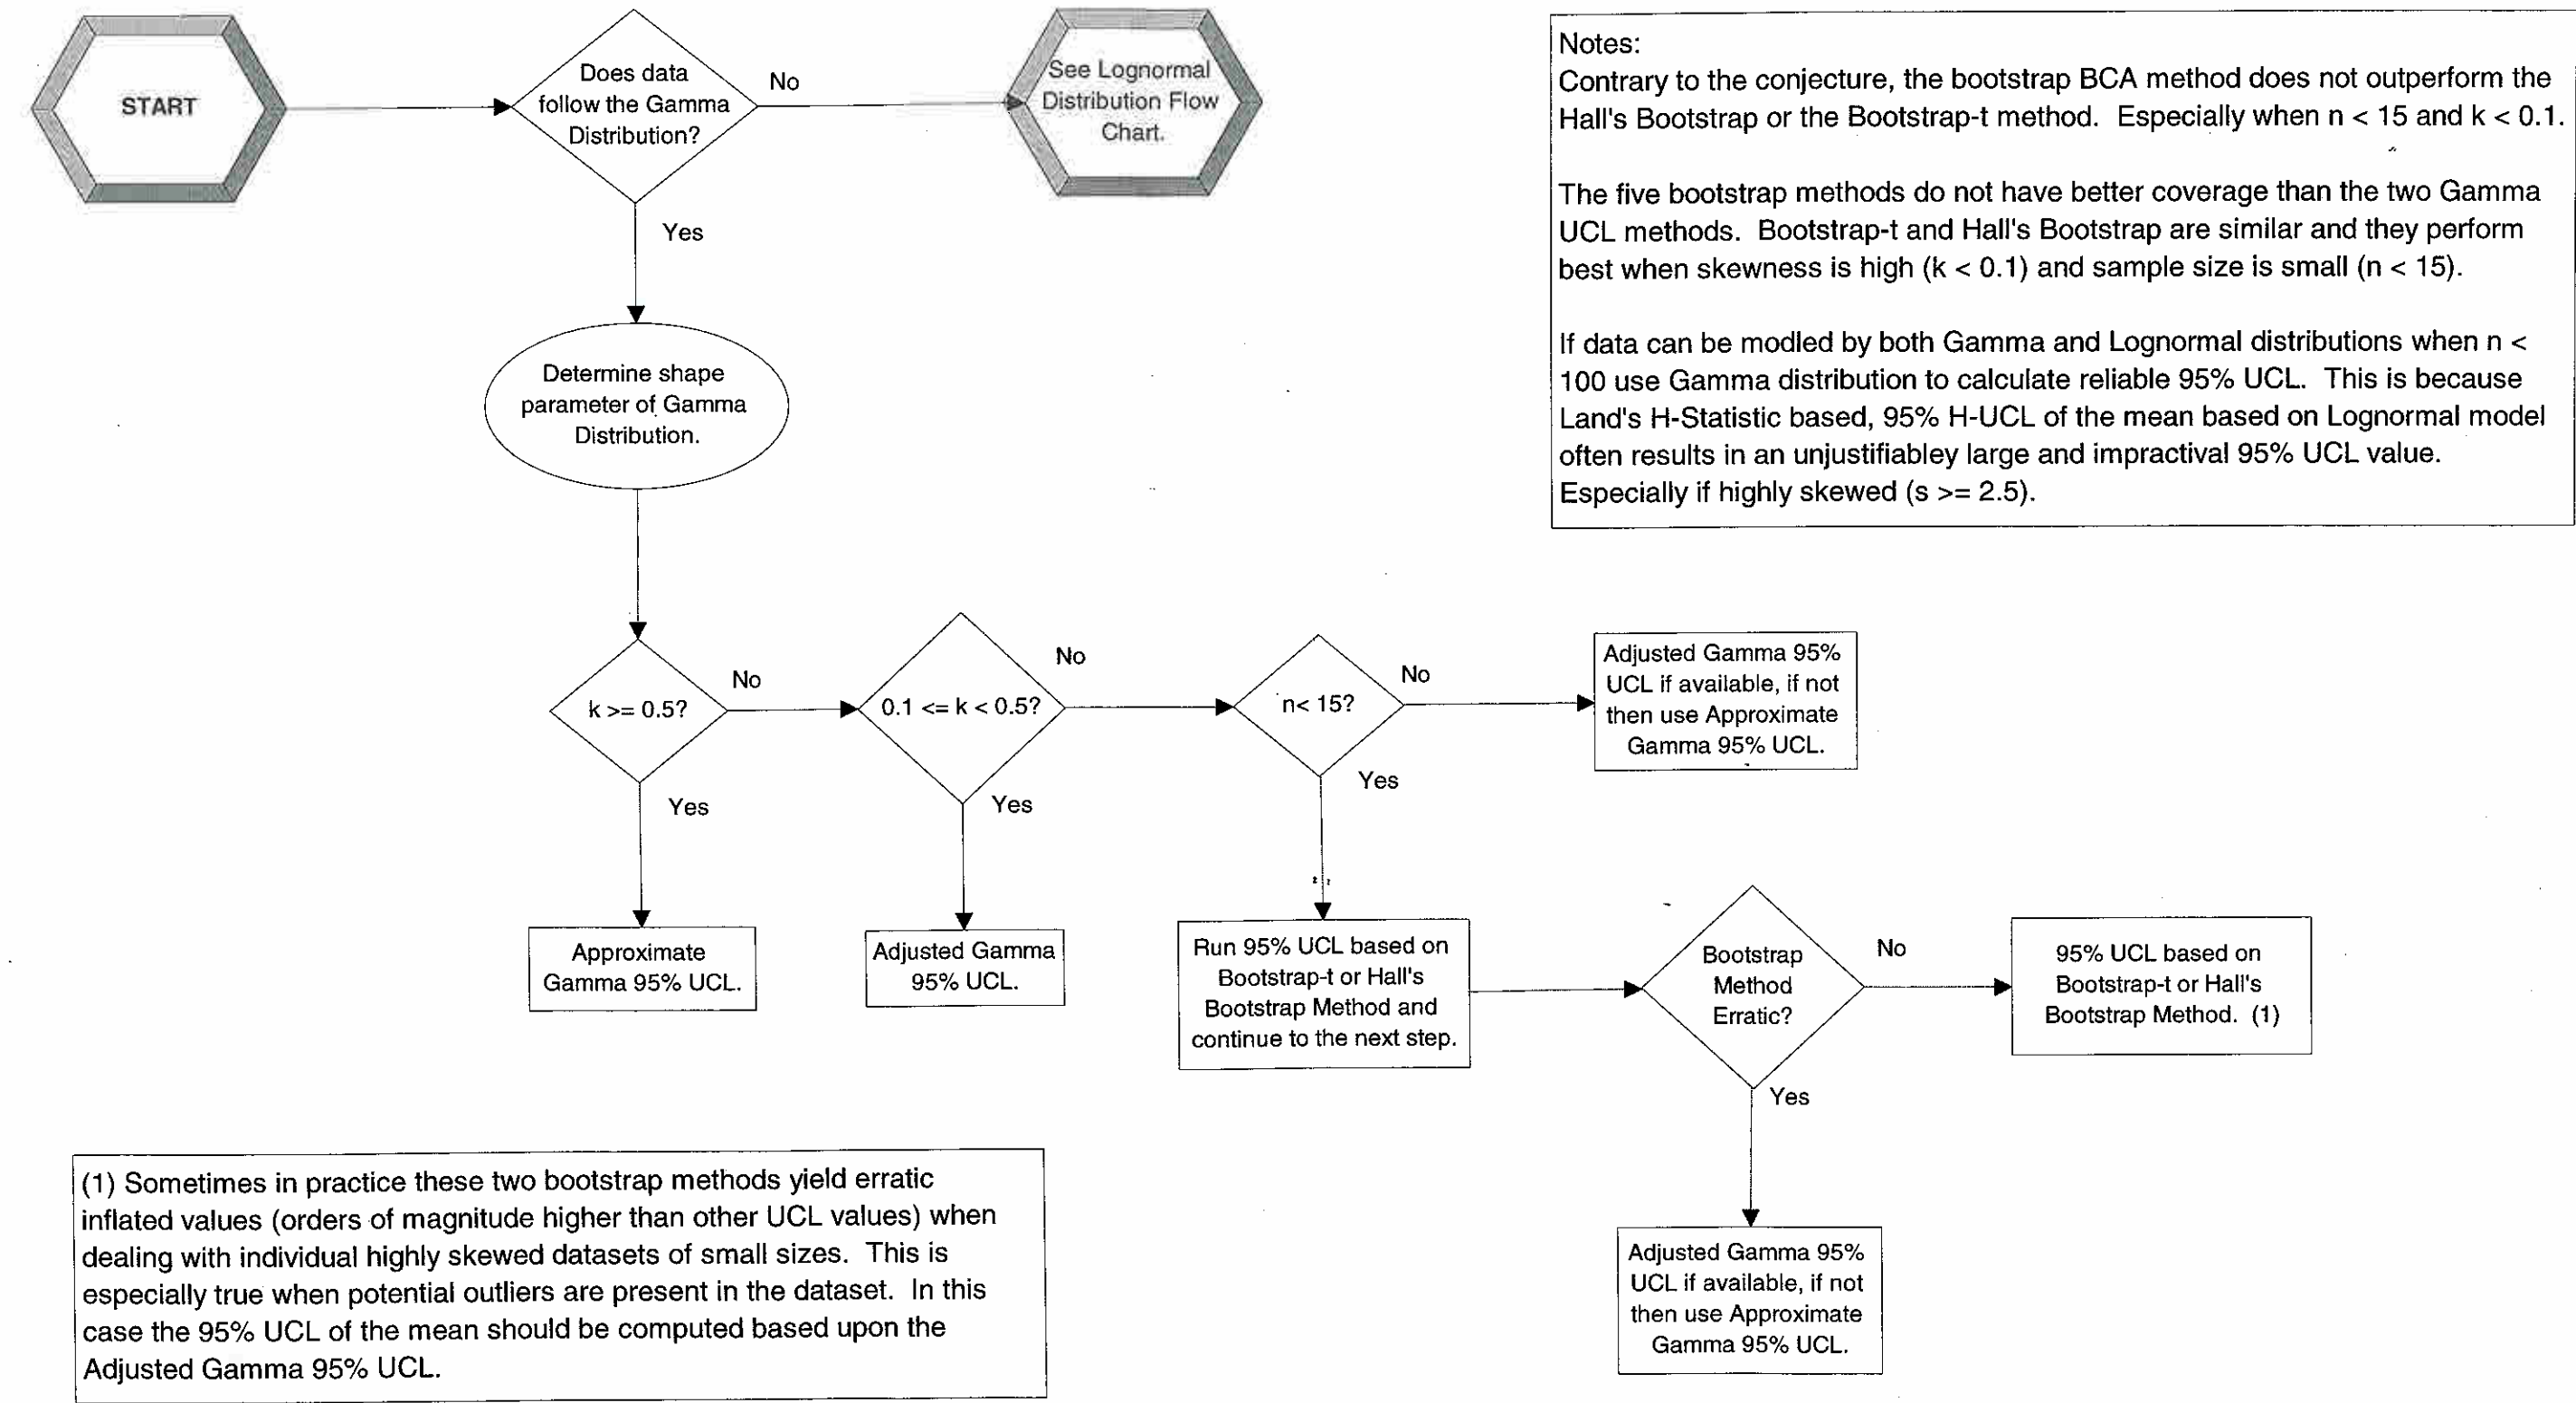 START
Does data
follow the Gamma
Distribution?
No
See Lognormal
Distribution Flow
Chart.
Yes
Notes:
Contrary to the conjecture, the bootstrap BCA method does not outperform the
Hall's Bootstrap or the Bootstrap-t method. Especially when n < 15 and k < 0.1.
The five bootstrap methods do not have better coverage than the two Gamma
UCL methods. Bootstrap-t and Hall's Bootstrap are similar and they perform
best when skewness is high (k < 0.1) and sample size is small (n < 15).
If data can be modled by both Gamma and Lognormal distributions when n <
100 use Gamma distribution to calculate reliable 95% UCL. This is because
Land's H-Statistic based, 95% H-UCL of the mean based on Lognormal model
often results in an unjustifiabley large and impractival 95% UCL value.
Especially if highly skewed (s >= 2.5).
Determine shape
parameter of Gamma
Distribution.
k >= 0.5?
No
Yes
0.1 <= k < 0.5?
No
Yes
n< 15?
No
Yes
Adjusted Gamma 95%
UCL if available, if not
then use Approximate
Gamma 95% UCL.
Approximate
Gamma 95% UCL.
Adjusted Gamma
95% UCL.
Run 95% UCL based on
Bootstrap-t or Hall's
Bootstrap Method and
continue to the next step.
Bootstrap
Method
Erratic?
No
Yes
95% UCL based on
Bootstrap-t or Hall's
Bootstrap Method. (1)
Adjusted Gamma 95%
UCL if available, if not
then use Approximate
Gamma 95% UCL.
(1) Sometimes in practice these two bootstrap methods yield erratic
inflated values (orders of magnitude higher than other UCL values) when
dealing with individual highly skewed datasets of small sizes. This is
especially true when potential outliers are present in the dataset. In this
case the 95% UCL of the mean should be computed based upon the
Adjusted Gamma 95% UCL.